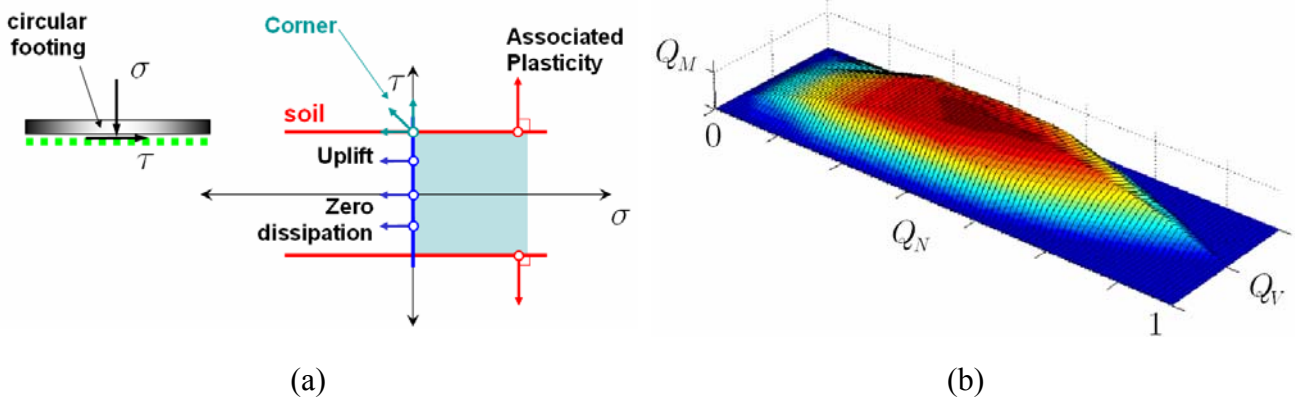 circular
footing
σ
τ
Corner
τ
Associated
Plasticity
soil
Uplift
Zero
dissipation
σ
Q_M
0
Q_N
Q_V
1
(a)
(b)